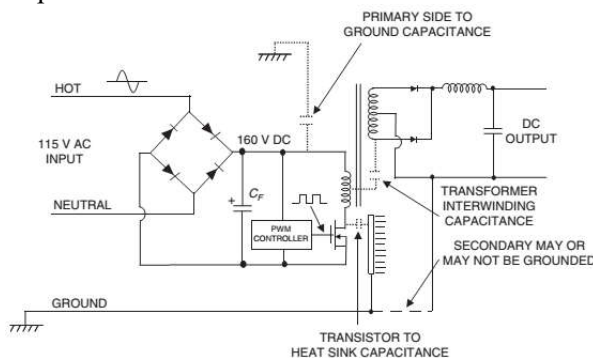 PRIMARY SIDE TO
GROUND CAPACITANCE
HOT
115 V AC
INPUT
160 V DC
DC
OUTPUT
+
C_F
NEUTRAL
PWM
CONTROLLER
TRANSFORMER
INTERWINDING
CAPACITANCE
SECONDARY MAY OR
MAY NOT BE GROUNDED
GROUND
TRANSISTOR TO
HEAT SINK CAPACITANCE